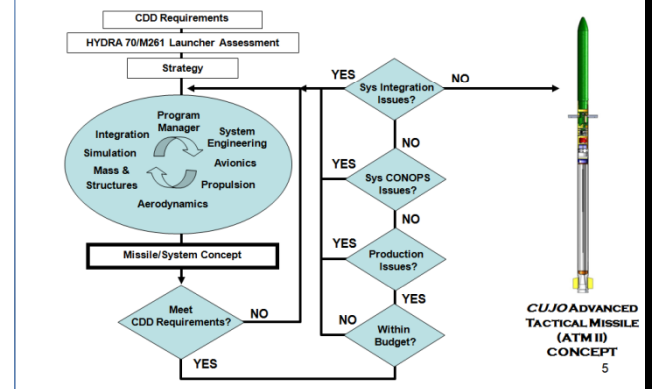 CDD Requirements
HYDRA 70/M261 Launcher Assessment
Strategy
Program
Manager
Integration
System
Engineering
Simulation
Avionics
Mass &
Structures
Propulsion
Aerodynamics
Missile/System Concept
Meet
CDD Requirements?
NO
YES
YES
Sys Integration
Issues?
NO
NO
YES
Sys CONOPS
Issues?
NO
YES
Production
Issues?
YES
NO
Within
Budget?
CUJO ADVANCED
TACTICAL MISSILE
(ATM II)
CONCEPT
5